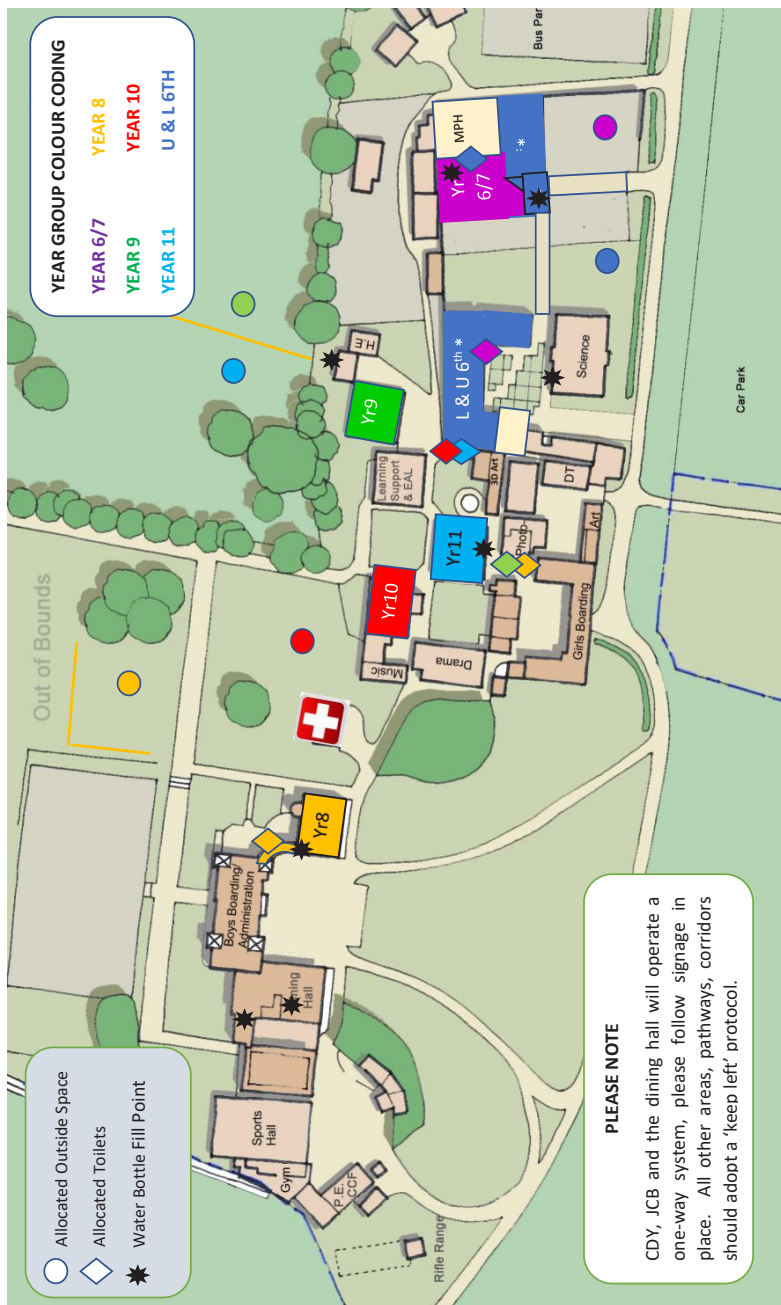 Allocated Outside Space
Allocated Toilets
Water Bottle Fill Point
YEAR GROUP COLOUR CODING
YEAR 6/7
YEAR 8
YEAR 9
YEAR 10
YEAR 11
U & L 6TH
Out of Bounds
Boys Boarding/
Administration
Hall
Sports
Hall
Gym
P.E.
CCF
Rifle Range
Yr8
Music
Drama
Yr10
Yr11
Learning
Support
& EAL
Yr9
H.E
3D Art
Photo-
DT
Art
Girls Boarding
L & U 6th *
Science
Yr
6/7
MPH
Bus Par
Car Park
PLEASE NOTE
CDY, JCB and the dining hall will operate a
one-way system, please follow signage in
place. All other areas, pathways, corridors
should adopt a ‘keep left’ protocol.